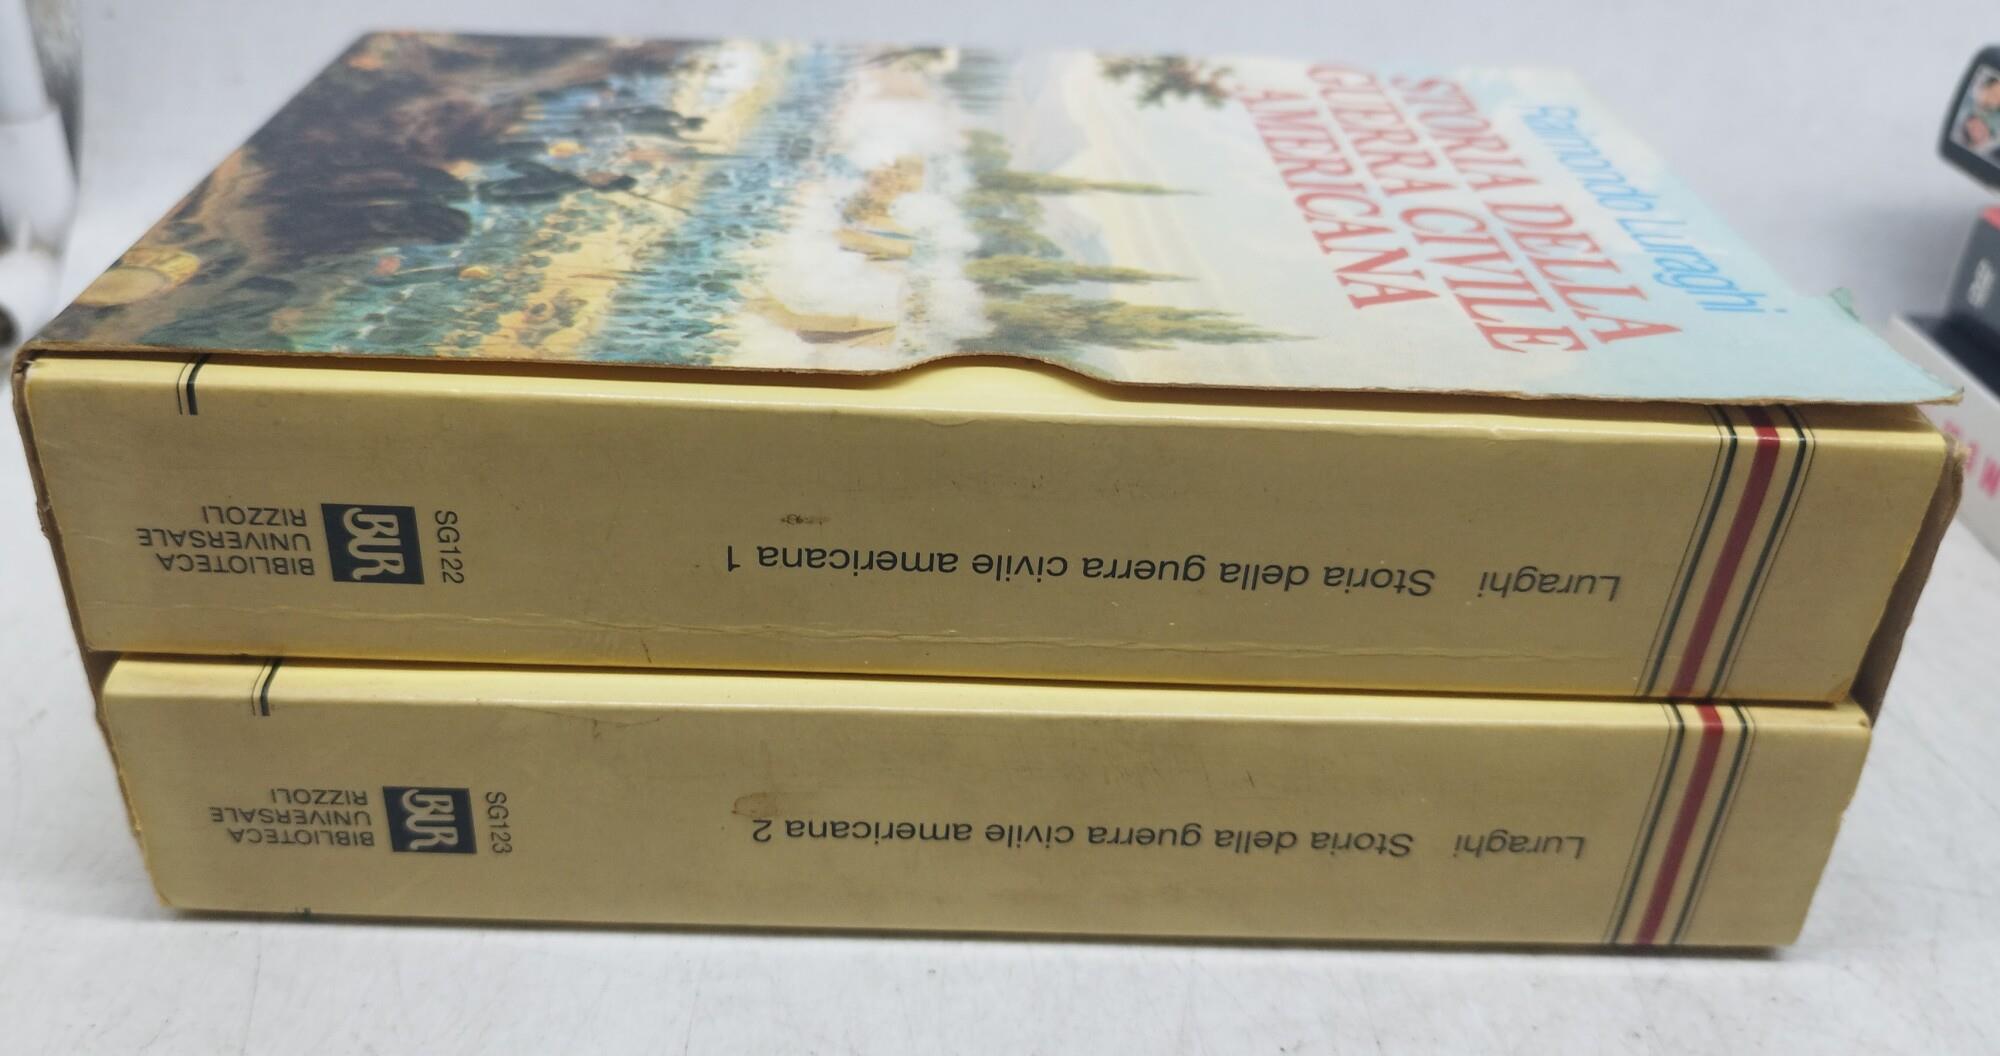 Raimondo Luraghi
STORIA DELLA
GUERRA CIVILE
AMERICANA
Luraghi Storia della guerra civile americana 1
SG122
BUR
BIBLIOTECA
UNIVERSALE
RIZZOLI
Luraghi Storia della guerra civile americana 2
SG123
BUR
BIBLIOTECA
UNIVERSALE
RIZZOLI